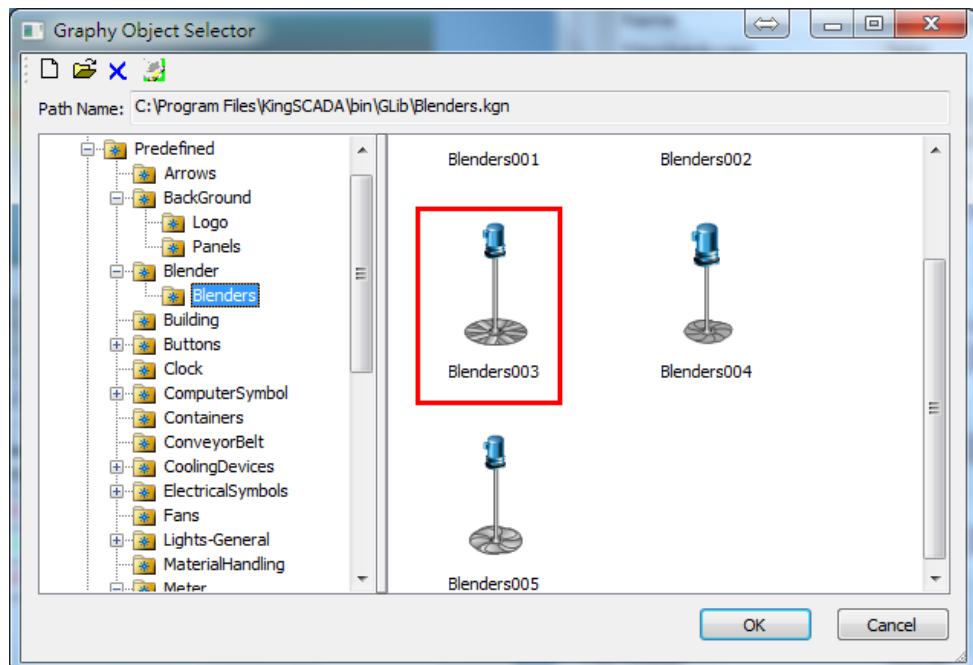 Graphy Object Selector
Path Name: C:\Program Files\KingSCADA\bin\GLib\Blenders.kgn
Predefined
Arrows
BackGround
Logo
Panels
Blender
Blenders
Building
Buttons
Clock
ComputerSymbol
Containers
ConveyorBelt
CoolingDevices
ElectricalSymbols
Fans
Lights-General
MaterialHandling
Meter
Blenders001 Blenders002
Blenders003 Blenders004
Blenders005
OK Cancel